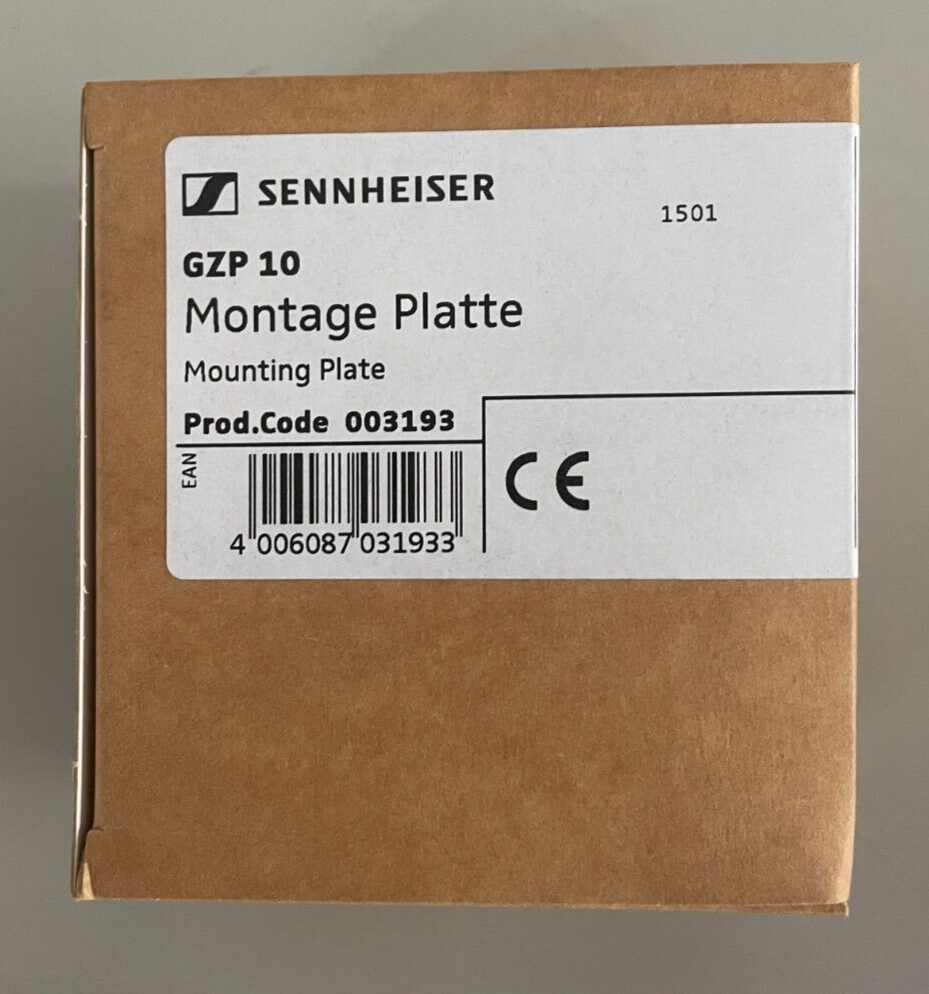 SENNHEISER
1501
GZP 10
Montage Platte
Mounting Plate
Prod.Code 003193
EAN
CE
4 006087 031933